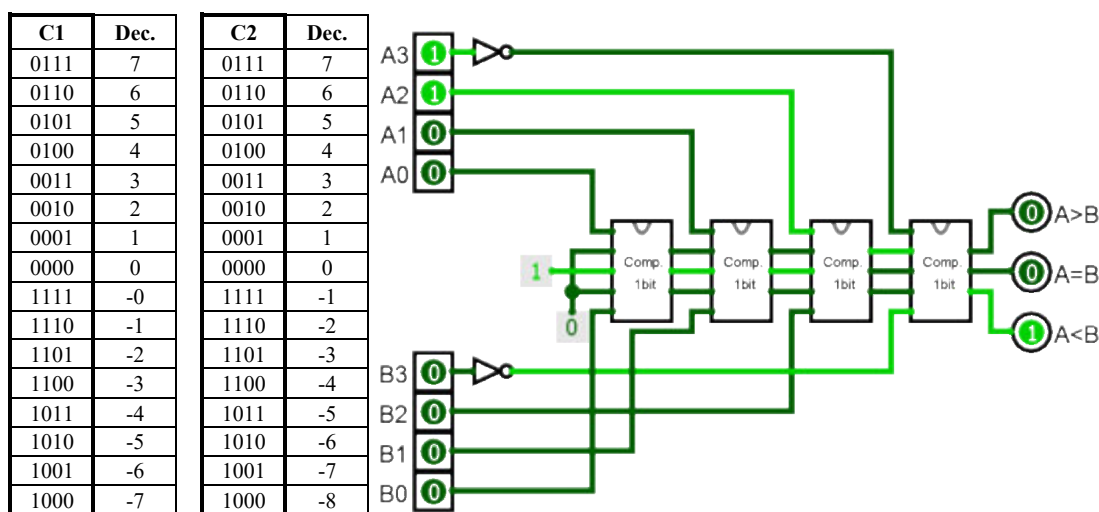 C1 Dec.
0111 7
0110 6
0101 5
0100 4
0011 3
0010 2
0001 1
0000 0
1111 -0
1110 -1
1101 -2
1100 -3
1011 -4
1010 -5
1001 -6
1000 -7
C2 Dec.
0111 7
0110 6
0101 5
0100 4
0011 3
0010 2
0001 1
0000 0
1111 -1
1110 -2
1101 -3
1100 -4
1011 -5
1010 -6
1001 -7
1000 -8
A3 1
A2 1
A1 0
A0 0
1
0
Comp.
1bit
Comp.
1bit
Comp.
1bit
Comp.
1bit
0 A>B
0 A=B
1 A<B
B3 0
B2 0
B1 0
B0 0